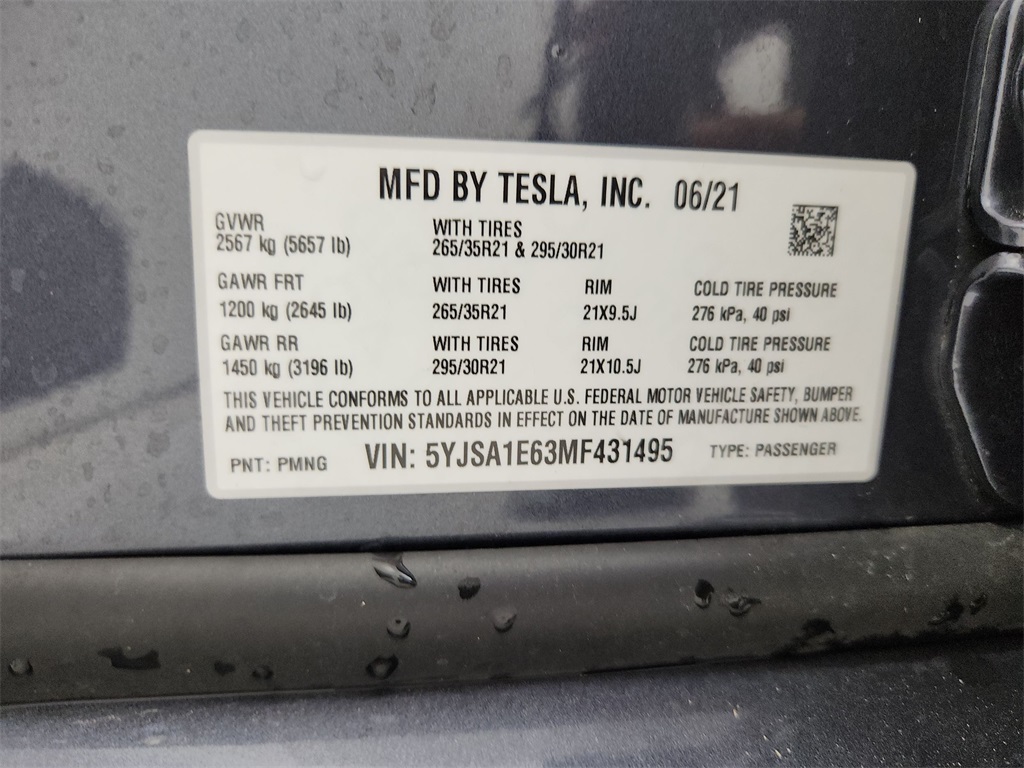 MFD BY TESLA, INC. 06/21
GVWR
2567 kg (5657 lb)
WITH TIRES
265/35R21 & 295/30R21
GAWR FRT WITH TIRES RIM COLD TIRE PRESSURE
1200 kg (2645 lb) 265/35R21 21X9.5J 276 kPa, 40 psi
GAWR RR WITH TIRES RIM COLD TIRE PRESSURE
1450 kg (3196 lb) 295/30R21 21X10.5J 276 kPa, 40 psi
THIS VEHICLE CONFORMS TO ALL APPLICABLE U.S. FEDERAL MOTOR VEHICLE SAFETY, BUMPER
AND THEFT PREVENTION STANDARDS IN EFFECT ON THE DATE OF MANUFACTURE SHOWN ABOVE.
PNT: PMNG VIN: 5YJSA1E63MF431495 TYPE: PASSENGER